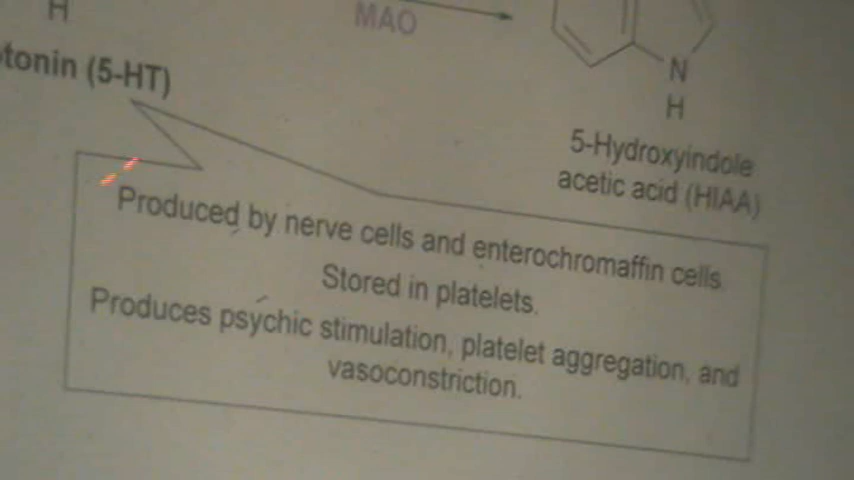 H
MAO
tonin (5-HT)
N
H
5-Hydroxyindole
acetic acid (HIAA)
Produced by nerve cells and enterochromaffin cells
Stored in platelets.
Produces psychic stimulation, platelet aggregation, and
vasoconstriction.